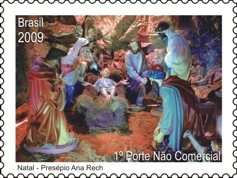 Brasil
2009
1º Porte Não Comercial
Natal - Presépio Ana Rech